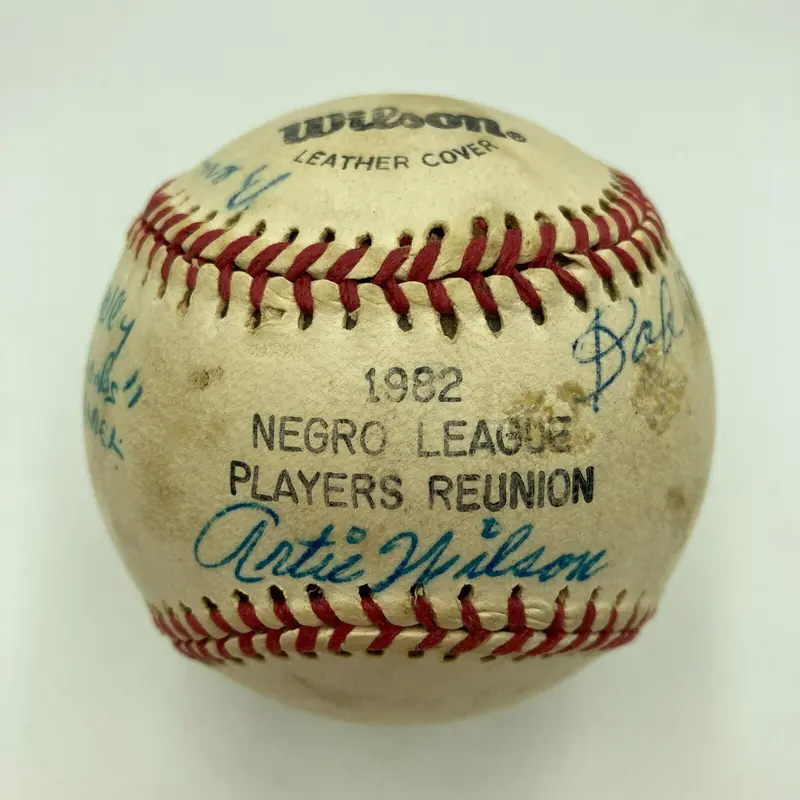 Wilson®
LEATHER COVER
1982
NEGRO LEAGUE
PLAYERS REUNION
Artie Wilson
Bob